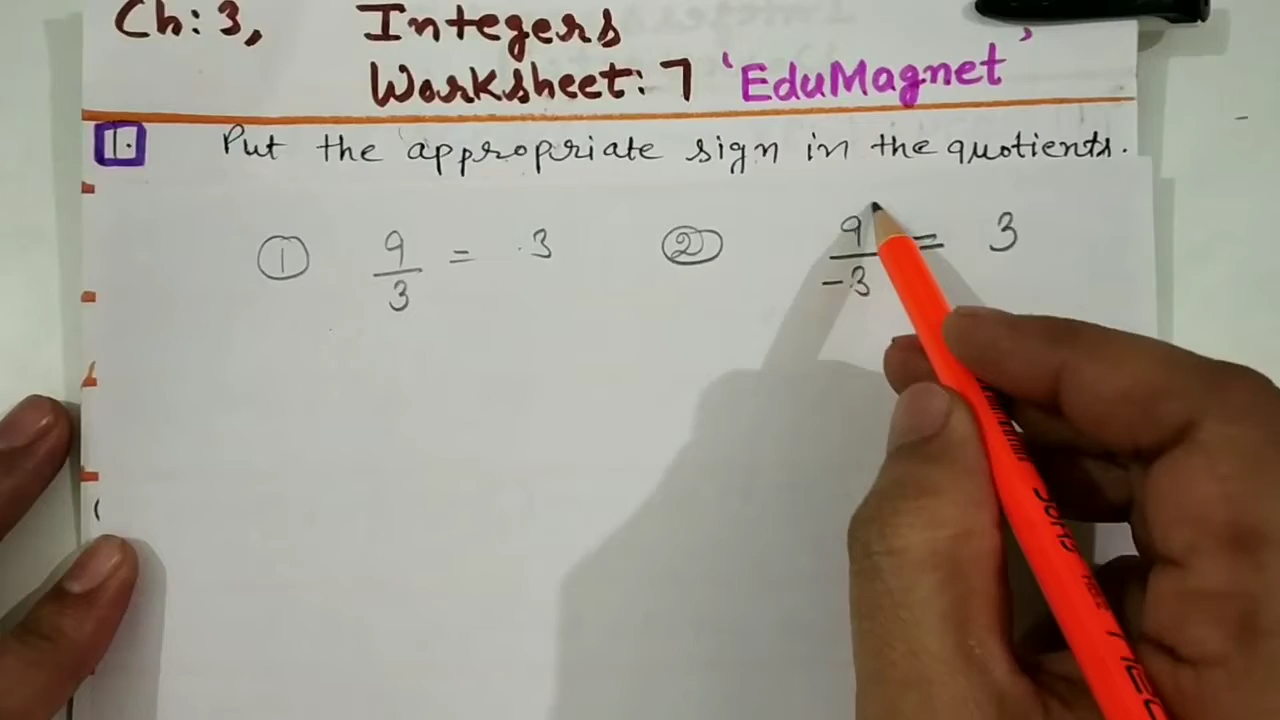 Ch: 3, Integers
Worksheet: 7 'EduMagnet'
1. Put the appropriate sign in the quotients.
① 9/3 = 3 ② 9/-3 = 3